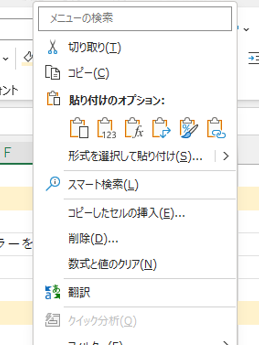 メニューの検索
切り取り(T)
コピー(C)
貼り付けのオプション:
123
fx
形式を選択して貼り付け(S)...
スマート検索(L)
コピーしたセルの挿入(E)...
削除(D)...
数式と値のクリア(N)
翻訳
クイック分析(Q)
F
ラーを